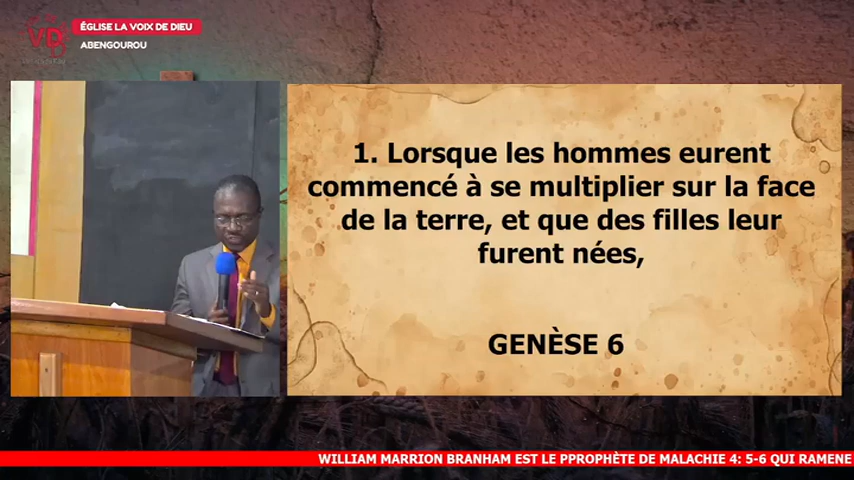 ÉGLISE LA VOIX DE DIEU
ABENGOUROU
VDD
1. Lorsque les hommes eurent
commencé à se multiplier sur la face
de la terre, et que des filles leur
furent nées,
GENÈSE 6
WILLIAM MARRION BRANHAM EST LE PPROPHÈTE DE MALACHIE 4: 5-6 QUI RAMENE